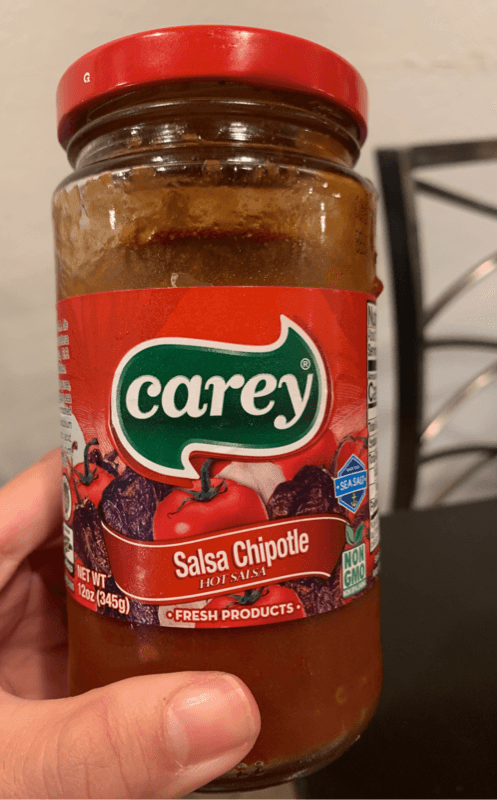 carey®
SEA SALT
Salsa Chipotle
HOT SALSA
NET WT
12oz (345g)
NON
GMO
•FRESH PRODUCTS•